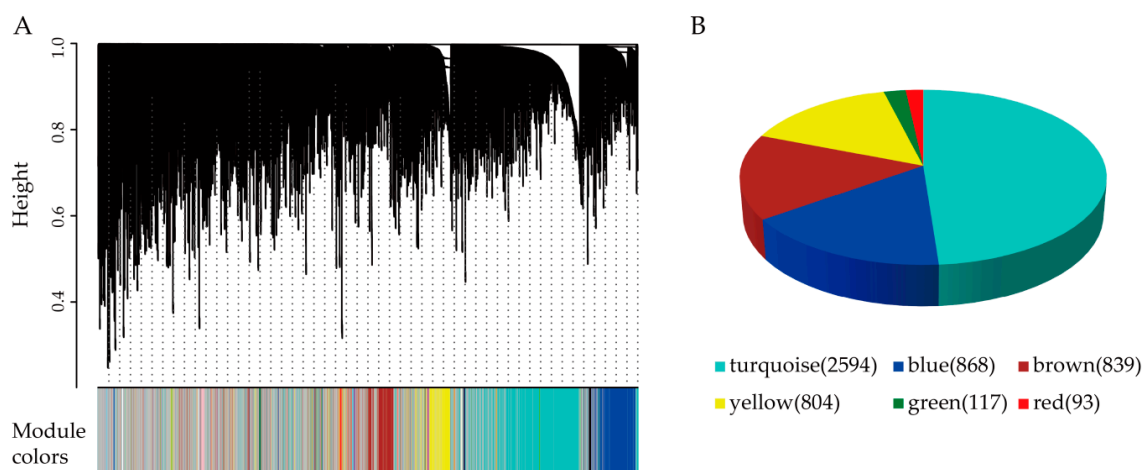 A
B
1.0
0.8
0.6
0.4
Height
Module
colors
turquoise(2594) blue(868) brown(839)
yellow(804) green(117) red(93)